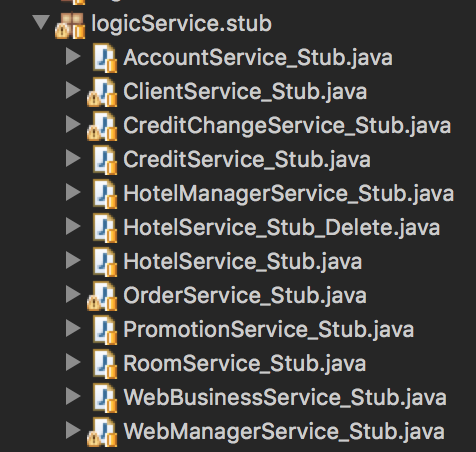 logicService.stub
AccountService_Stub.java
ClientService_Stub.java
CreditChangeService_Stub.java
CreditService_Stub.java
HotelManagerService_Stub.java
HotelService_Stub_Delete.java
HotelService_Stub.java
OrderService_Stub.java
PromotionService_Stub.java
RoomService_Stub.java
WebBusinessService_Stub.java
WebManagerService_Stub.java